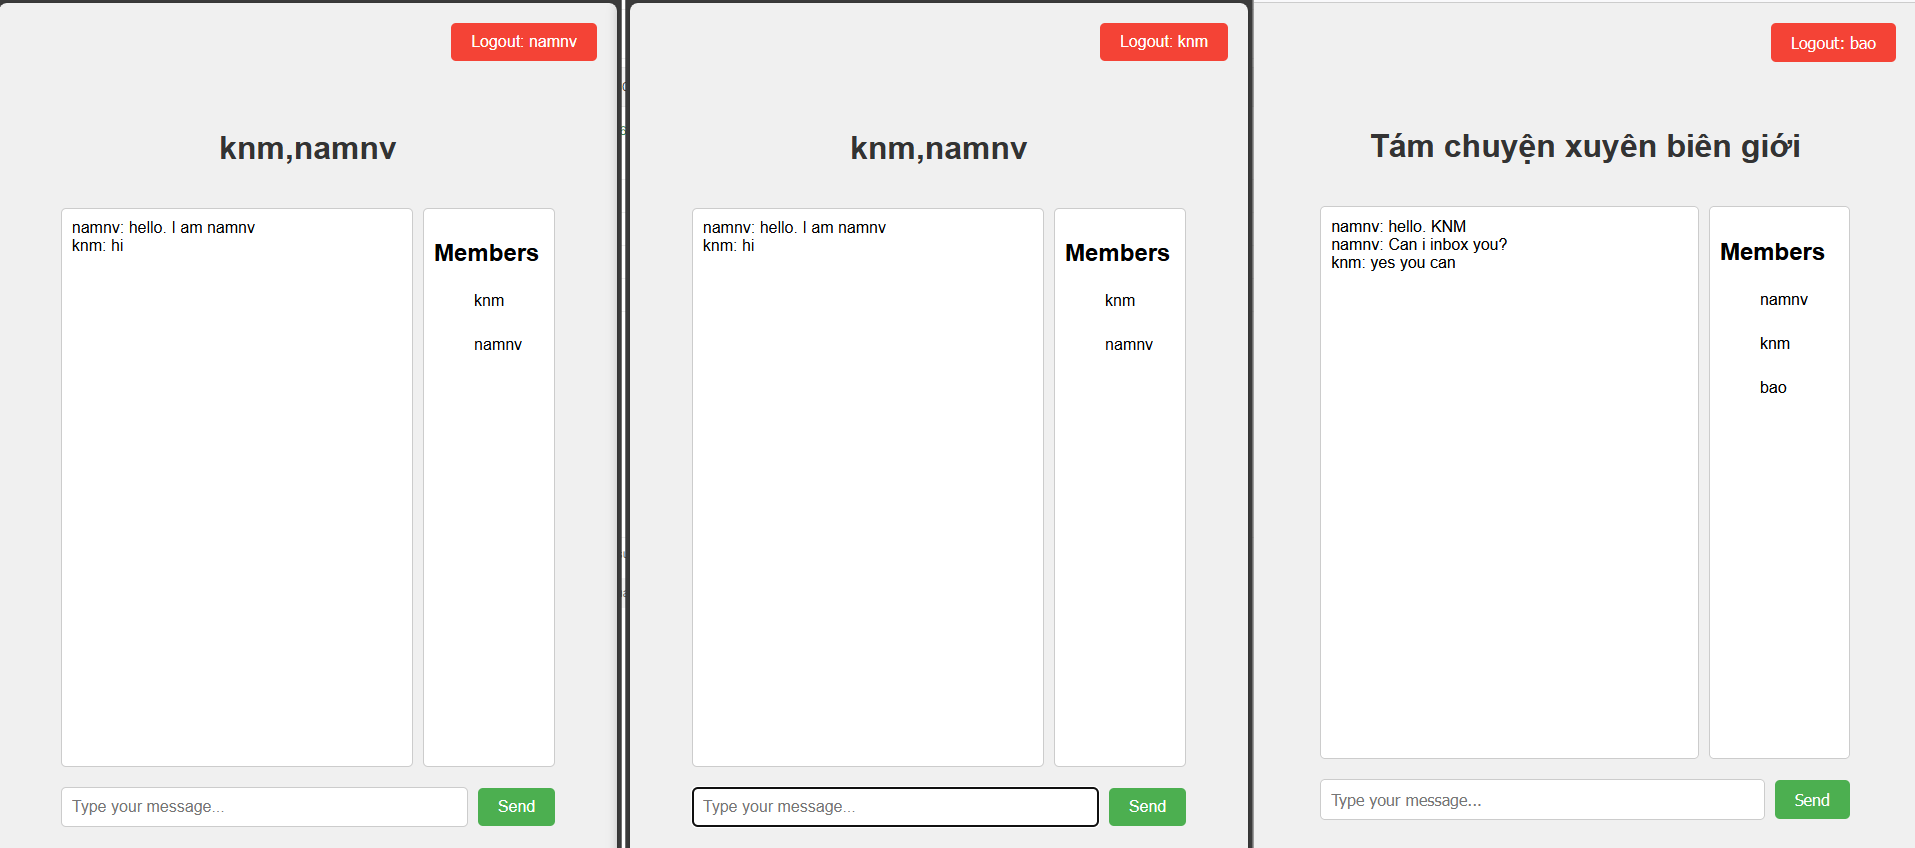 Logout: namnv
knm,namnv
namnv: hello. I am namnv
knm: hi
Members
knm
namnv
Type your message...
Send
Logout: knm
knm,namnv
namnv: hello. I am namnv
knm: hi
Members
knm
namnv
Type your message...
Send
Logout: bao
Tám chuyện xuyên biên giới
namnv: hello. KNM
namnv: Can i inbox you?
knm: yes you can
Members
namnv
knm
bao
Type your message...
Send